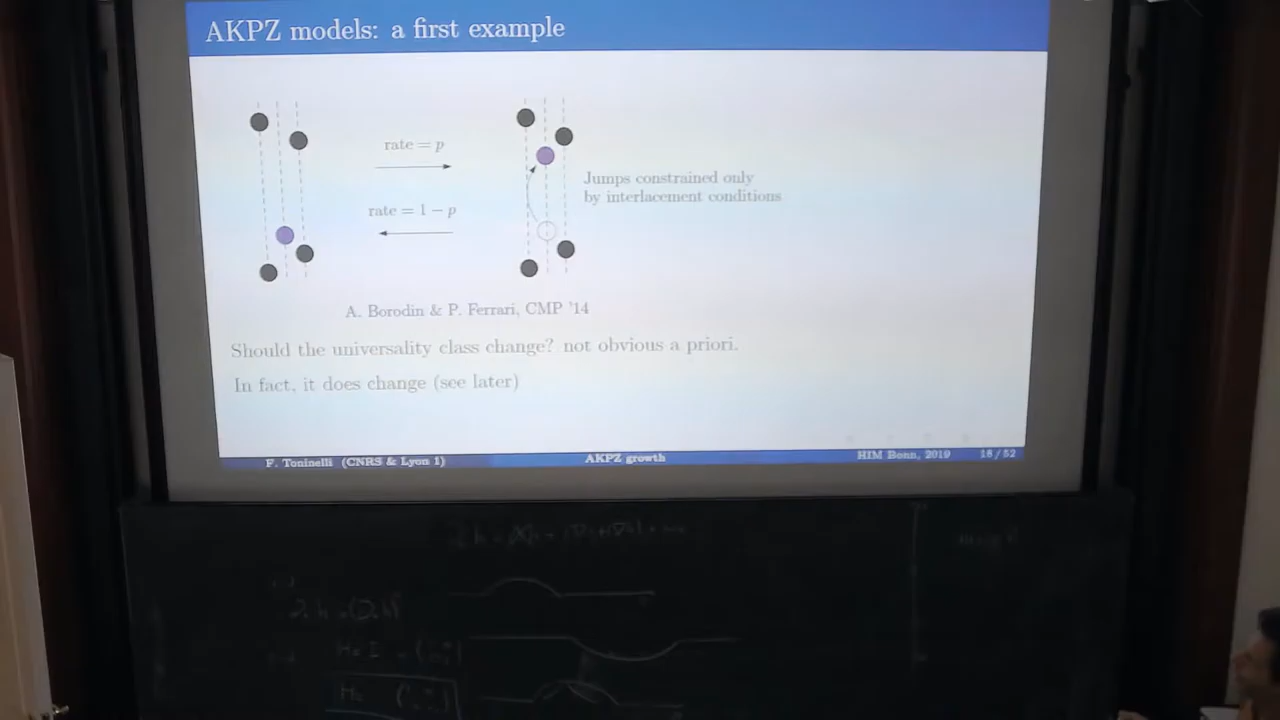 AKPZ models: a first example
rate = p
rate = 1 − p
Jumps constrained only
by interlacement conditions
A. Borodin & P. Ferrari, CMP '14
Should the universality class change? not obvious a priori.
In fact, it does change (see later)
F. Toninelli (CNRS & Lyon 1)
AKPZ growth
HIM Bonn, 2019
18 / 52